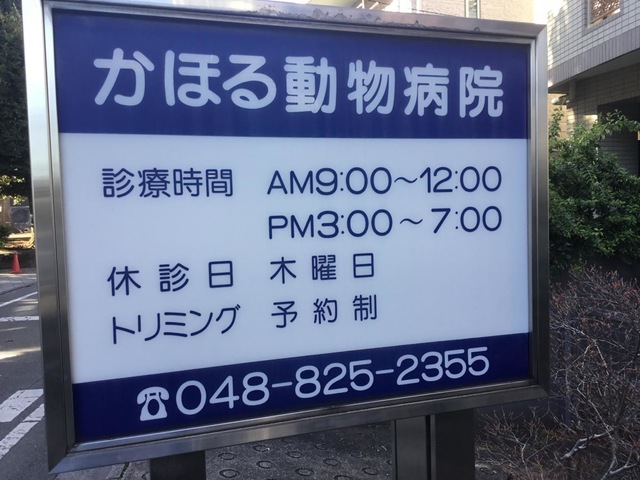 かほる動物病院
診療時間 AM9:00～12:00
PM3:00～7:00
休診日 木曜日
トリミング 予約制
☎048-825-2355